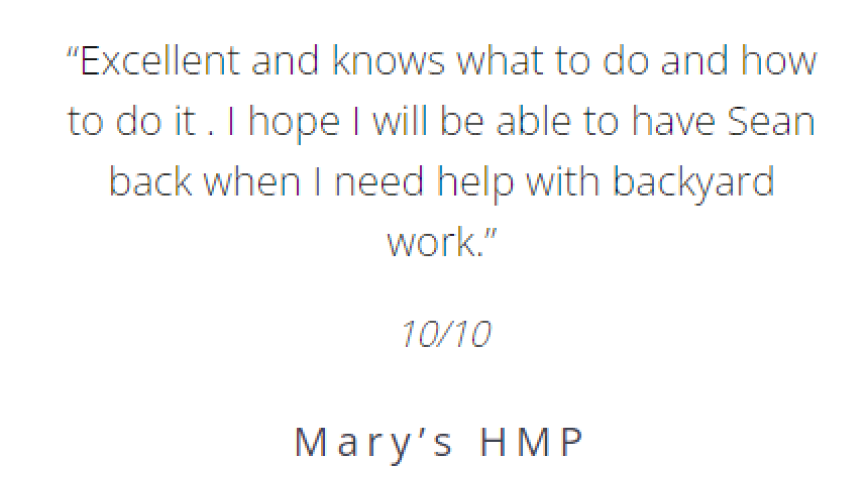 “Excellent and knows what to do and how
to do it . I hope I will be able to have Sean
back when I need help with backyard
work.”
10/10
Mary’s HMP